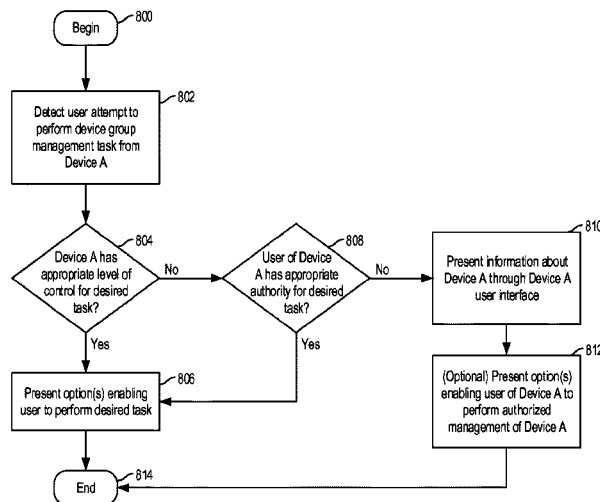 Begin
800
Detect user attempt to
perform device group
management task from
Device A
802
Device A has
appropriate level of
control for desired
task?
804
No
Yes
User of Device
A has appropriate
authority for desired
task?
808
No
Yes
Present information about
Device A through Device A
user interface
810
Present option(s) enabling
user to perform desired task
806
(Optional) Present option(s)
enabling user of Device A to
perform authorized
management of Device A
812
End
814